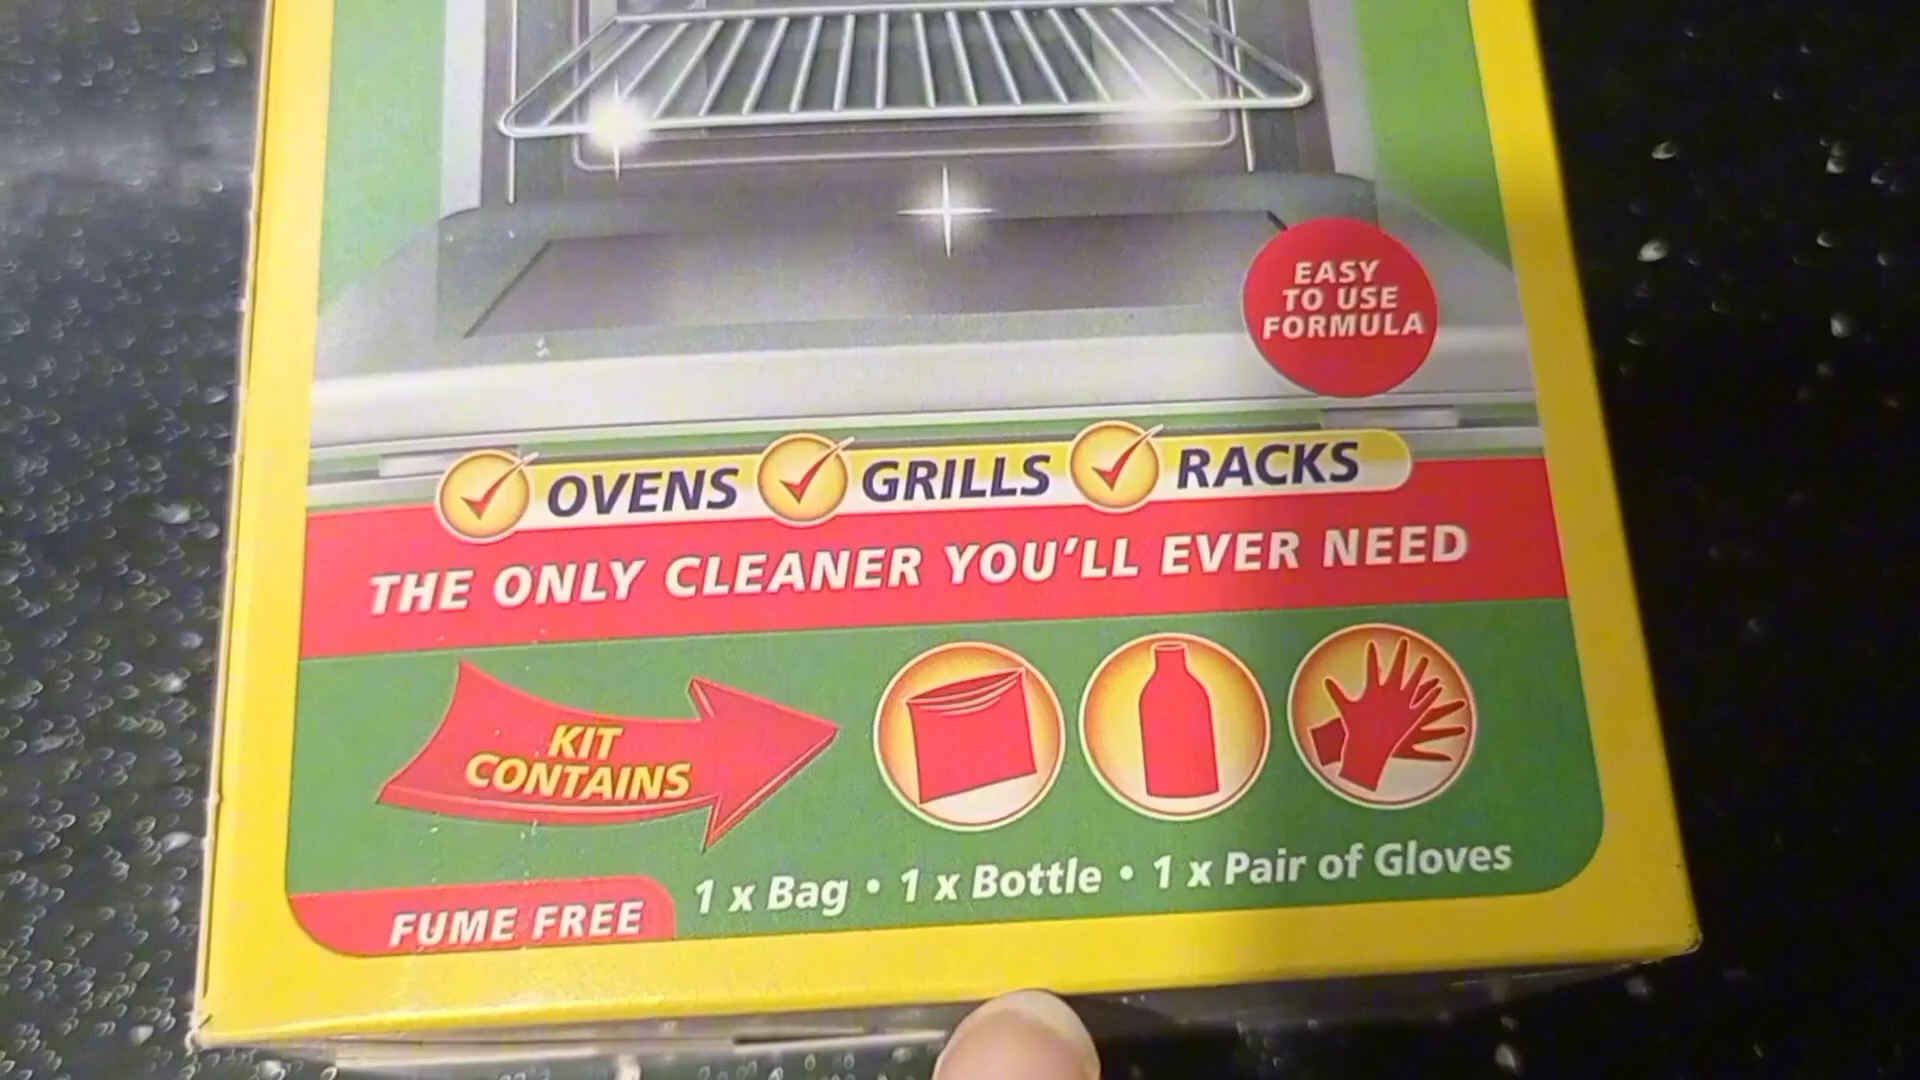 EASY
TO USE
FORMULA
OVENS GRILLS RACKS
THE ONLY CLEANER YOU'LL EVER NEED
KIT
CONTAINS
1 x Bag • 1 x Bottle • 1 x Pair of Gloves
FUME FREE